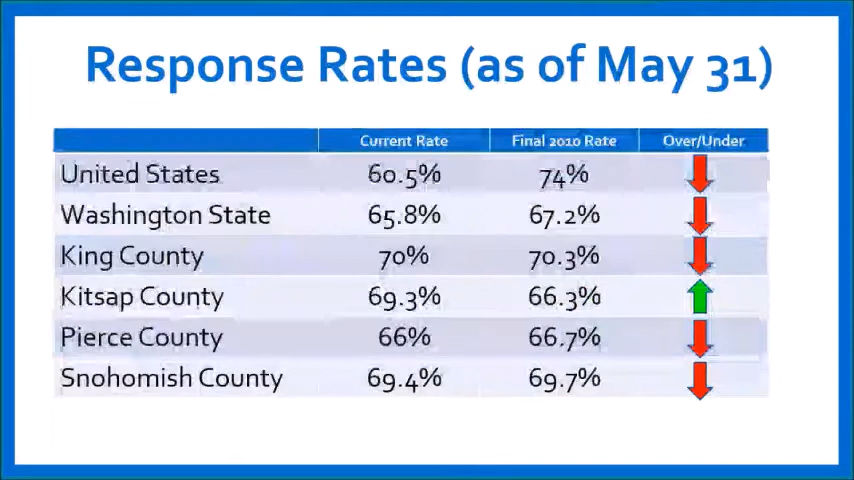 Response Rates (as of May 31)
Current Rate Final 2010 Rate Over/Under
United States 60.5% 74%
Washington State 65.8% 67.2%
King County 70% 70.3%
Kitsap County 69.3% 66.3%
Pierce County 66% 66.7%
Snohomish County 69.4% 69.7%